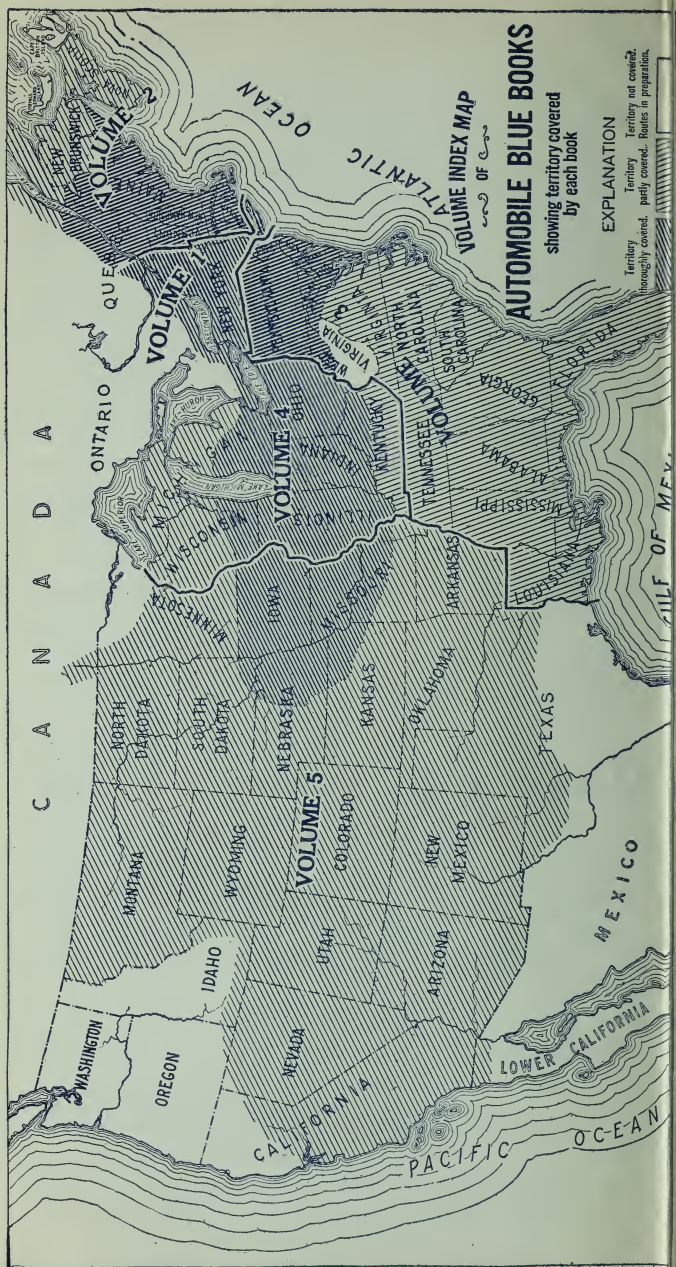 CANADA
ONTARIO
QUEBEC
NEW
BRUNSWICK
NOVA
SCOTIA
MAINE
VOLUME 2
VOLUME 1
NEW YORK
PENNSYLVANIA
LAKE SUPERIOR
HURON
LAKE MICHIGAN
MICHIGAN
WISCONSIN
MINNESOTA
NORTH
DAKOTA
SOUTH
DAKOTA
MONTANA
WYOMING
IDAHO
WASHINGTON
OREGON
NEVADA
UTAH
COLORADO
VOLUME 5
NEBRASKA
IOWA
ILLINOIS
INDIANA
OHIO
VOLUME 4
KANSAS
MISSOURI
KENTUCKY
WEST
VIRGINIA
VIRGINIA
VOLUME 3
NORTH
CAROLINA
SOUTH
CAROLINA
TENNESSEE
GEORGIA
FLORIDA
ALABAMA
MISSISSIPPI
LOUISIANA
ARKANSAS
OKLAHOMA
TEXAS
NEW
MEXICO
ARIZONA
CALIFORNIA
LOWER CALIFORNIA
MEXICO
GULF OF MEX.
PACIFIC OCEAN
ATLANTIC OCEAN
VOLUME INDEX MAP
OF
AUTOMOBILE BLUE BOOKS
showing territory covered
by each book
EXPLANATION
Territory Territory Territory not covered.
thoroughly covered. partly covered. Routes in preparation.